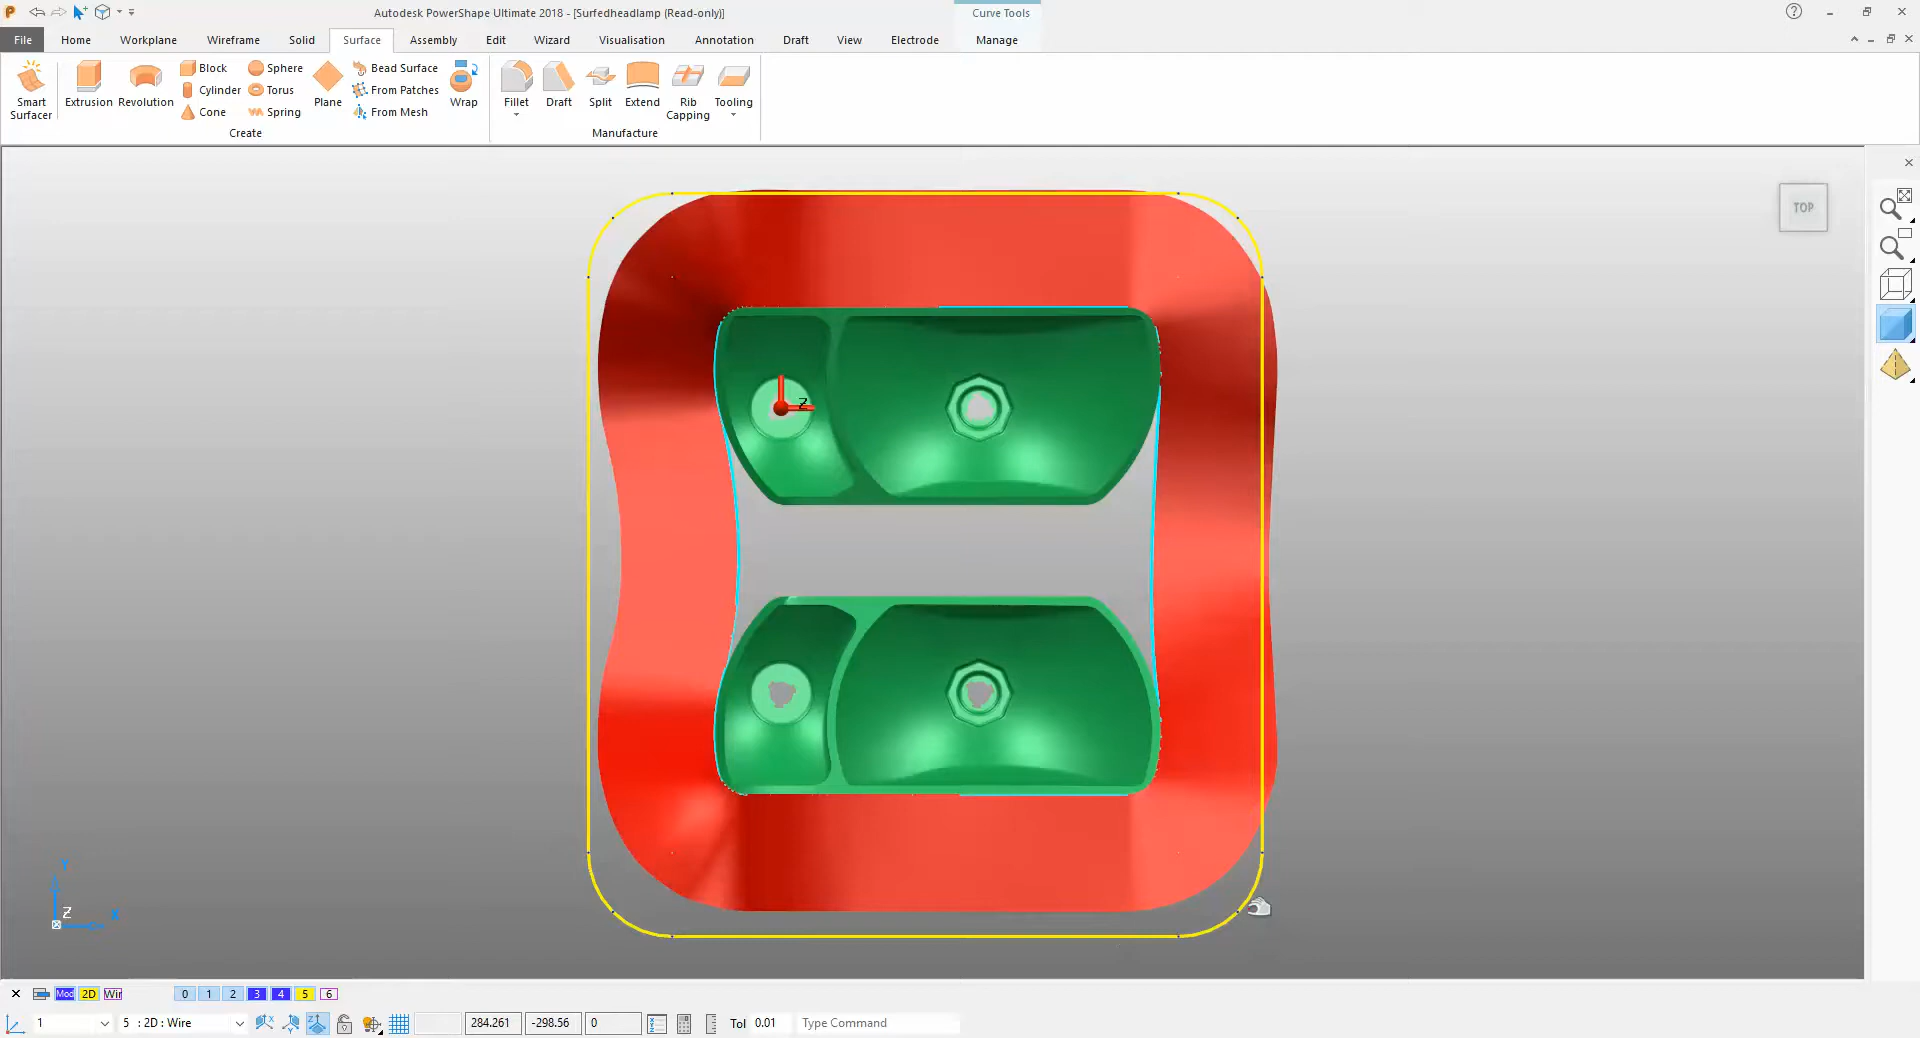 Autodesk PowerShape Ultimate 2018 - [Surfedheadlamp (Read-only)]
Curve Tools
File Home Workplane Wireframe Solid Surface Assembly Edit Wizard Visualisation Annotation Draft View Electrode Manage
Smart Surfacer
Extrusion
Revolution
Block
Cylinder
Cone
Sphere
Torus
Spring
Plane
Bead Surface
From Patches
From Mesh
Wrap
Create
Fillet
Draft
Split
Extend
Rib Capping
Tooling
Manufacture
TOP
Z
Y
Z
X
Mod 2D Wir 0 1 2 3 4 5 6
1 5 : 2D : Wire 284.261 -298.56 0 Tol 0.01 Type Command